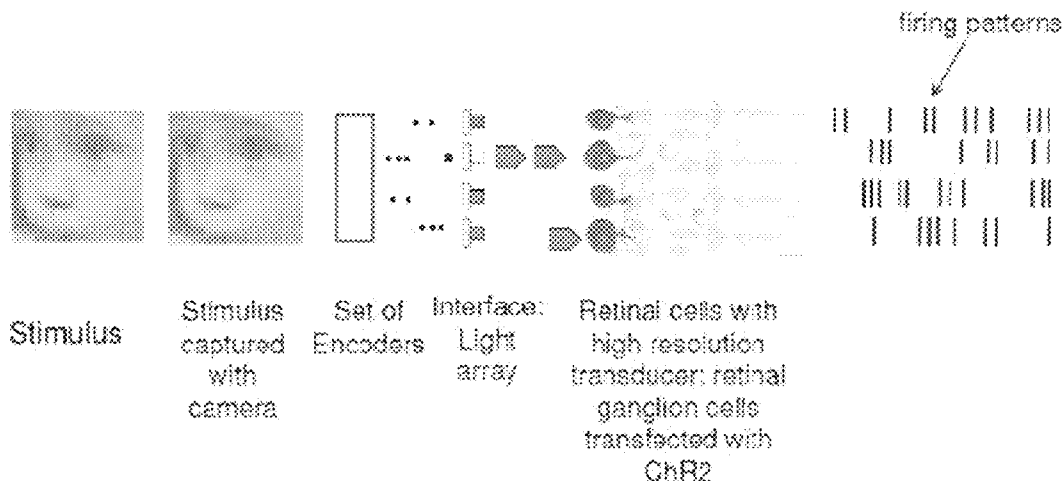 firing patterns
Stimulus
Stimulus
captured
with
camera
Set of
Encoders
Interface:
Light
array
Retinal cells with
high resolution
transducer: retinal
ganglion cells
transfected with
ChR2